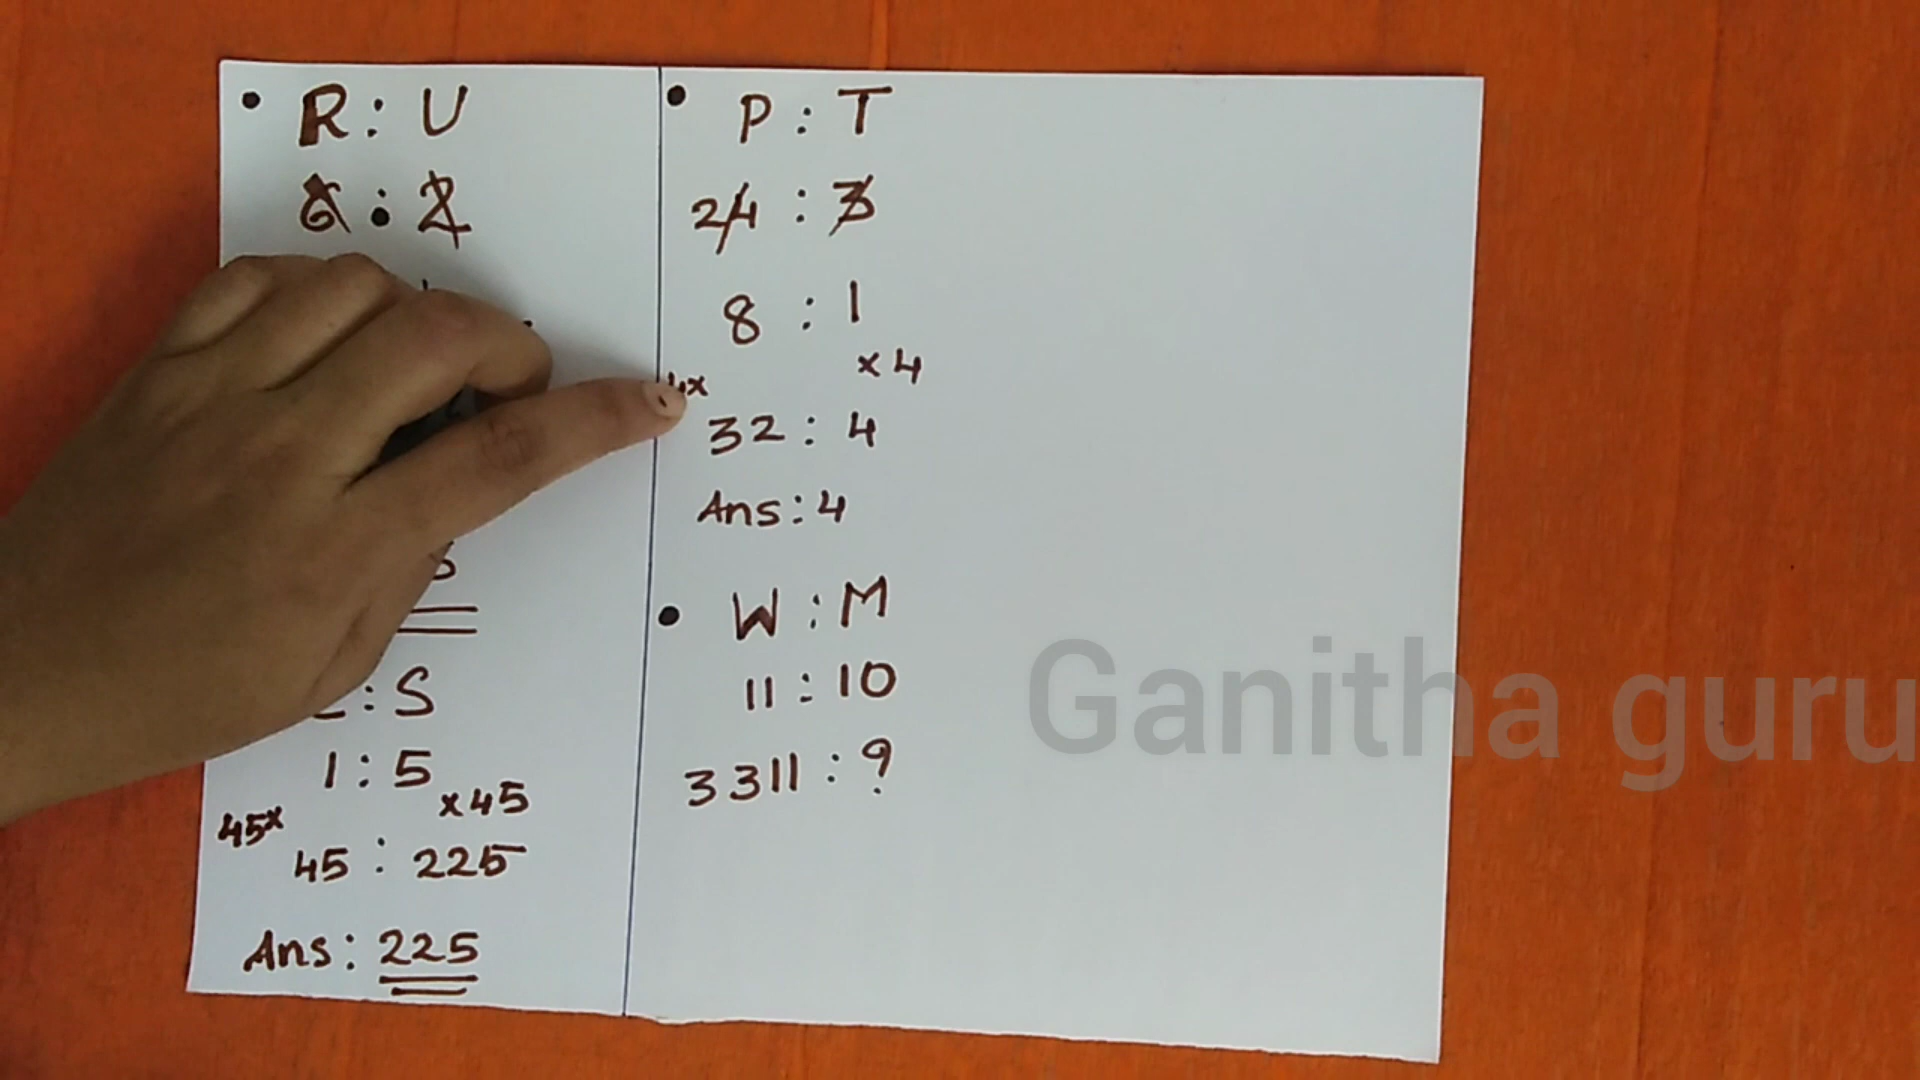 • R : U
6 : 2
: S
1 : 5
×45
45×
45 : 225
Ans : 225
• P : T
24 : 3
8 : 1
×4
4×
32 : 4
Ans : 4
• W : M
11 : 10
3311 : ?
Ganitha guru